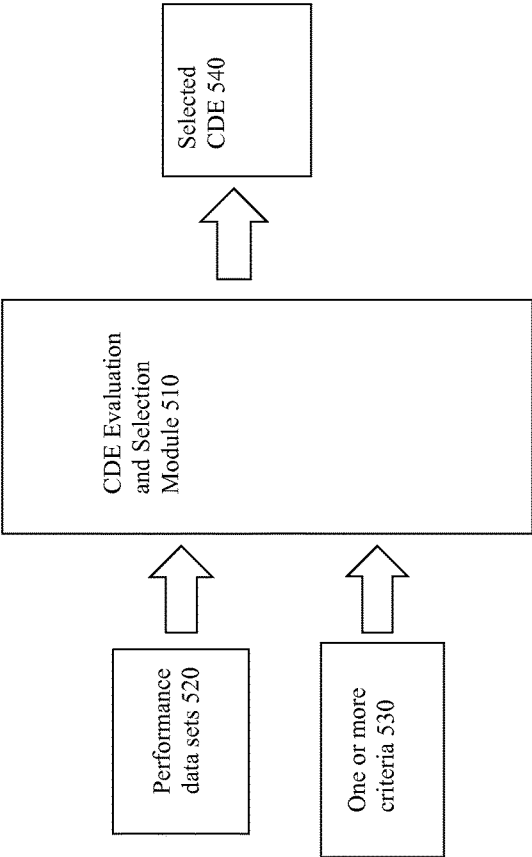 Performance
data sets 520
One or more
criteria 530
CDE Evaluation
and Selection
Module 510
Selected
CDE 540